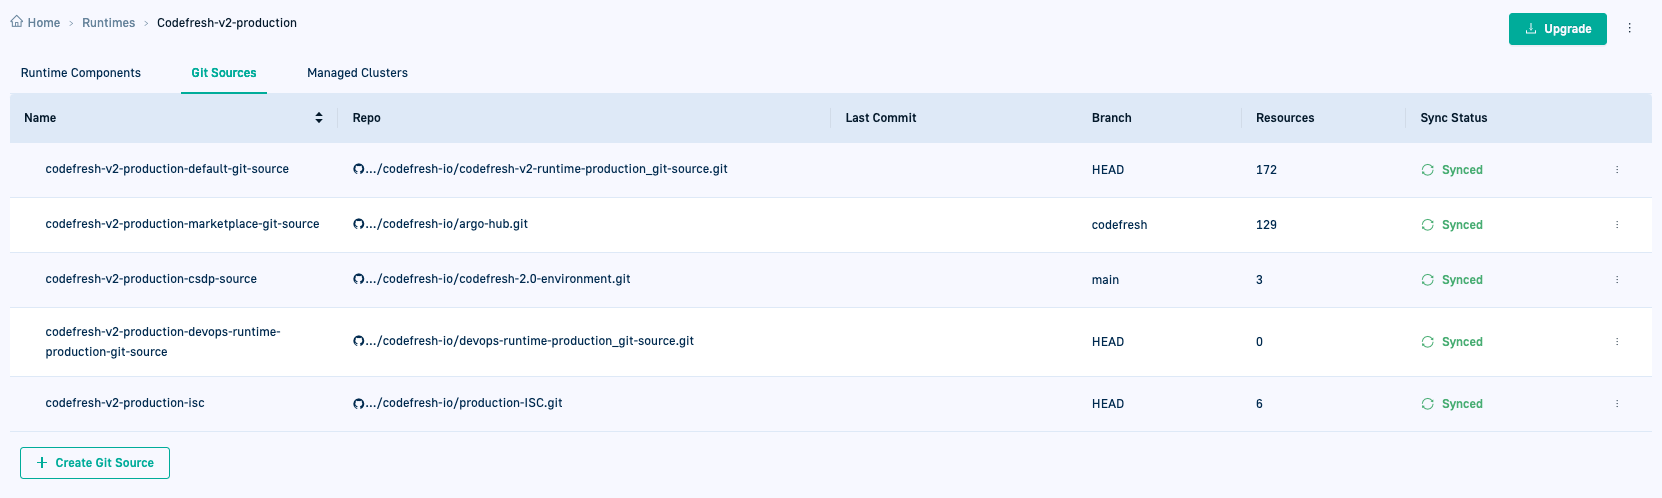 Home › Runtimes › Codefresh-v2-production
Upgrade
Runtime Components Git Sources Managed Clusters
Name Repo Last Commit Branch Resources Sync Status
codefresh-v2-production-default-git-source .../codefresh-io/codefresh-v2-runtime-production_git-source.git HEAD 172 Synced
codefresh-v2-production-marketplace-git-source .../codefresh-io/argo-hub.git codefresh 129 Synced
codefresh-v2-production-csdp-source .../codefresh-io/codefresh-2.0-environment.git main 3 Synced
codefresh-v2-production-devops-runtime-
production-git-source .../codefresh-io/devops-runtime-production_git-source.git HEAD 0 Synced
codefresh-v2-production-isc .../codefresh-io/production-ISC.git HEAD 6 Synced
+ Create Git Source